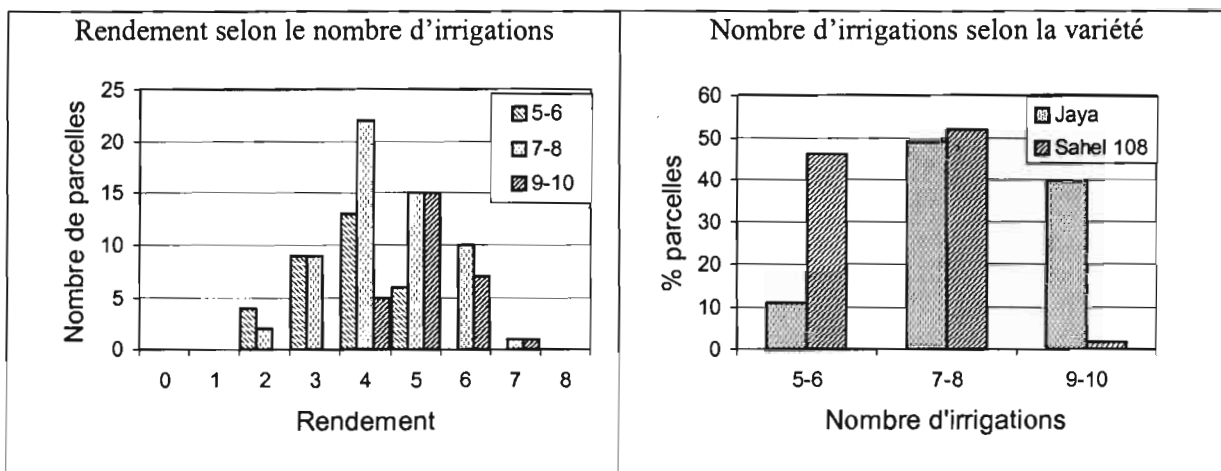 Rendement selon le nombre d'irrigations
Nombre de parcelles
25
20
15
10
5
0
5-6
7-8
9-10
0 1 2 3 4 5 6 7 8
Rendement
Nombre d'irrigations selon la variété
% parcelles
60
50
40
30
20
10
0
Jaya
Sahel 108
5-6 7-8 9-10
Nombre d'irrigations